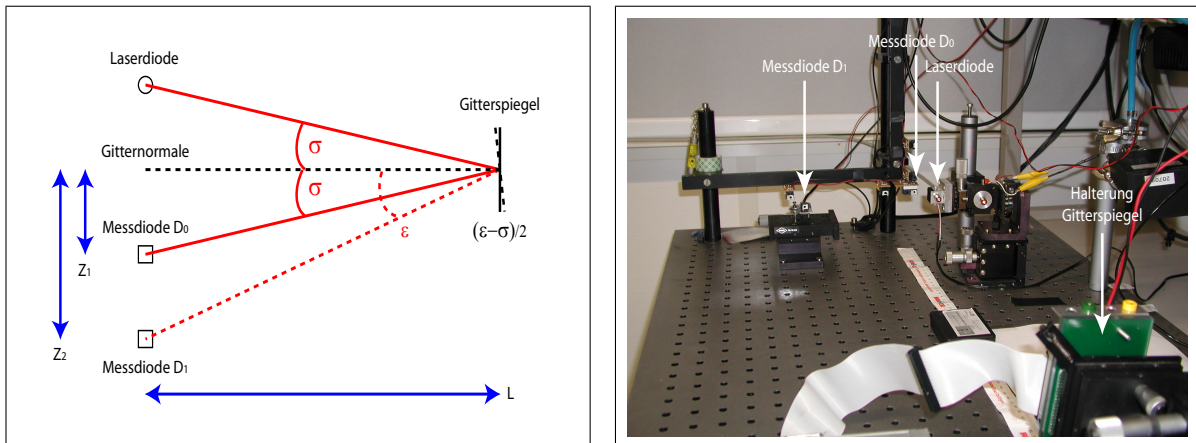 Laserdiode
Gitterspiegel
σ
Gitternormale
σ
Messdiode D₀
ε
(ε−σ)/2
Z₁
Z₂
Messdiode D₁
L
Messdiode D₀
Messdiode D₁
Laserdiode
Halterung
Gitterspiegel